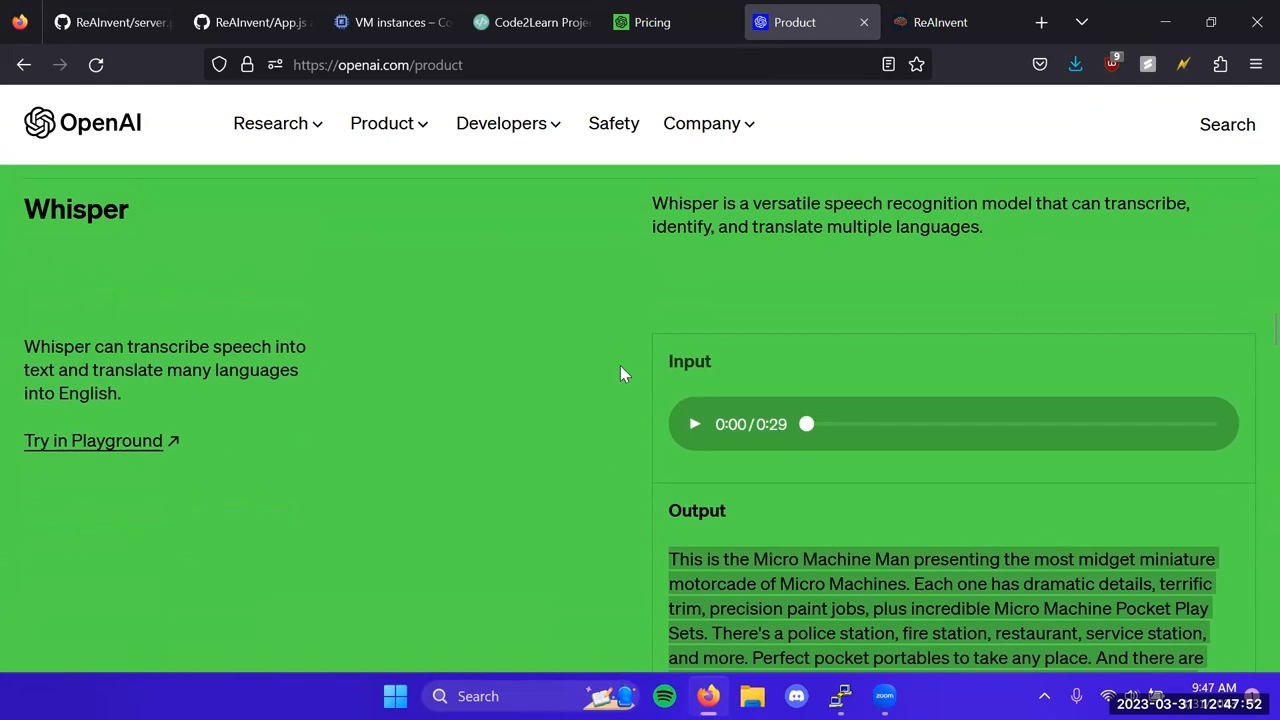 ReAInvent/server.p
ReAInvent/App.js a
VM instances – Co
Code2Learn Proje
Pricing
Product
ReAInvent
https://openai.com/product
9
OpenAI
Research
Product
Developers
Safety
Company
Search
Whisper
Whisper is a versatile speech recognition model that can transcribe,
identify, and translate multiple languages.
Whisper can transcribe speech into
text and translate many languages
into English.
Try in Playground
Input
0:00 / 0:29
Output
This is the Micro Machine Man presenting the most midget miniature
motorcade of Micro Machines. Each one has dramatic details, terrific
trim, precision paint jobs, plus incredible Micro Machine Pocket Play
Sets. There's a police station, fire station, restaurant, service station,
and more. Perfect pocket portables to take any place. And there are
Search
zoom
9:47 AM
2023-03-31 12:47:52